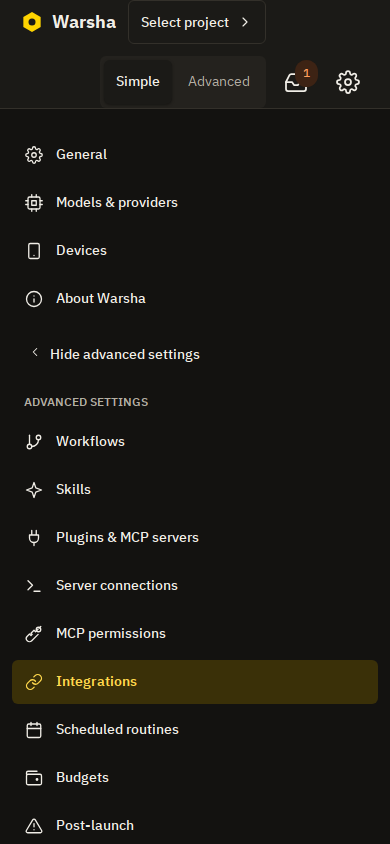 Warsha
Select project
Simple
Advanced
1
General
Models & providers
Devices
About Warsha
Hide advanced settings
ADVANCED SETTINGS
Workflows
Skills
Plugins & MCP servers
Server connections
MCP permissions
Integrations
Scheduled routines
Budgets
Post-launch